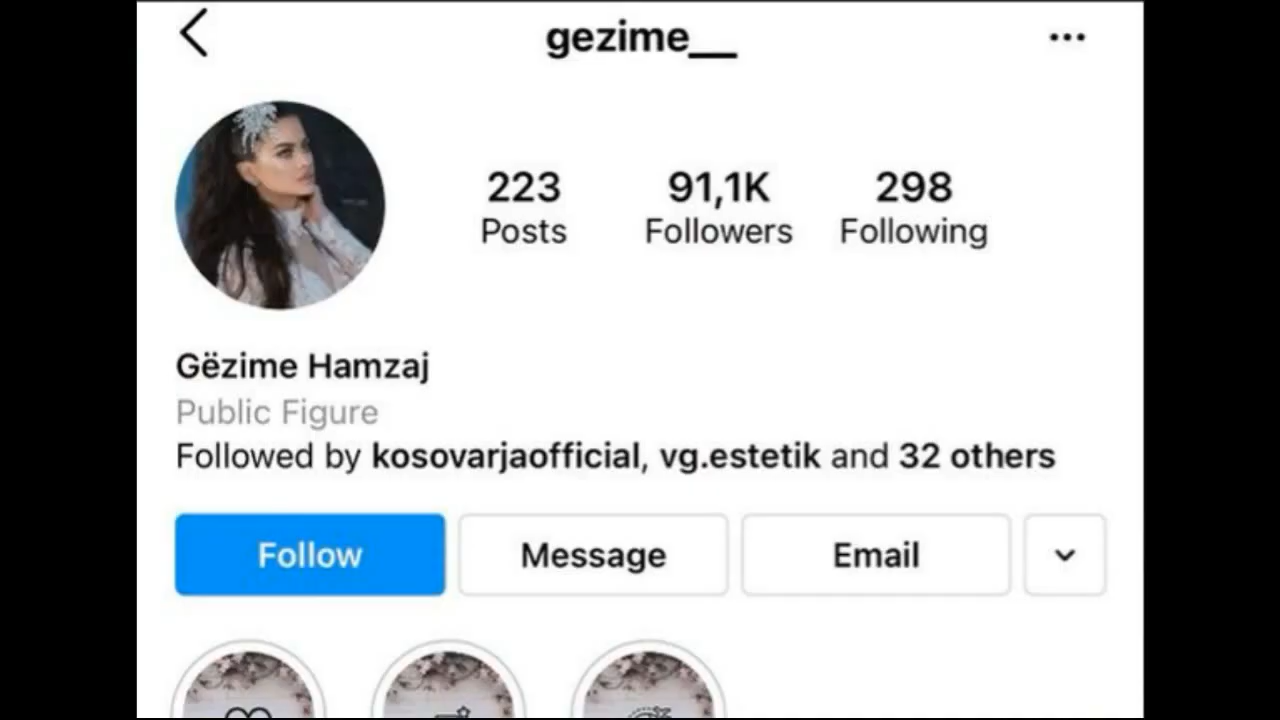 gezime__
223 91,1K 298
Posts Followers Following
Gëzime Hamzaj
Public Figure
Followed by kosovarjaofficial, vg.estetik and 32 others
Follow Message Email